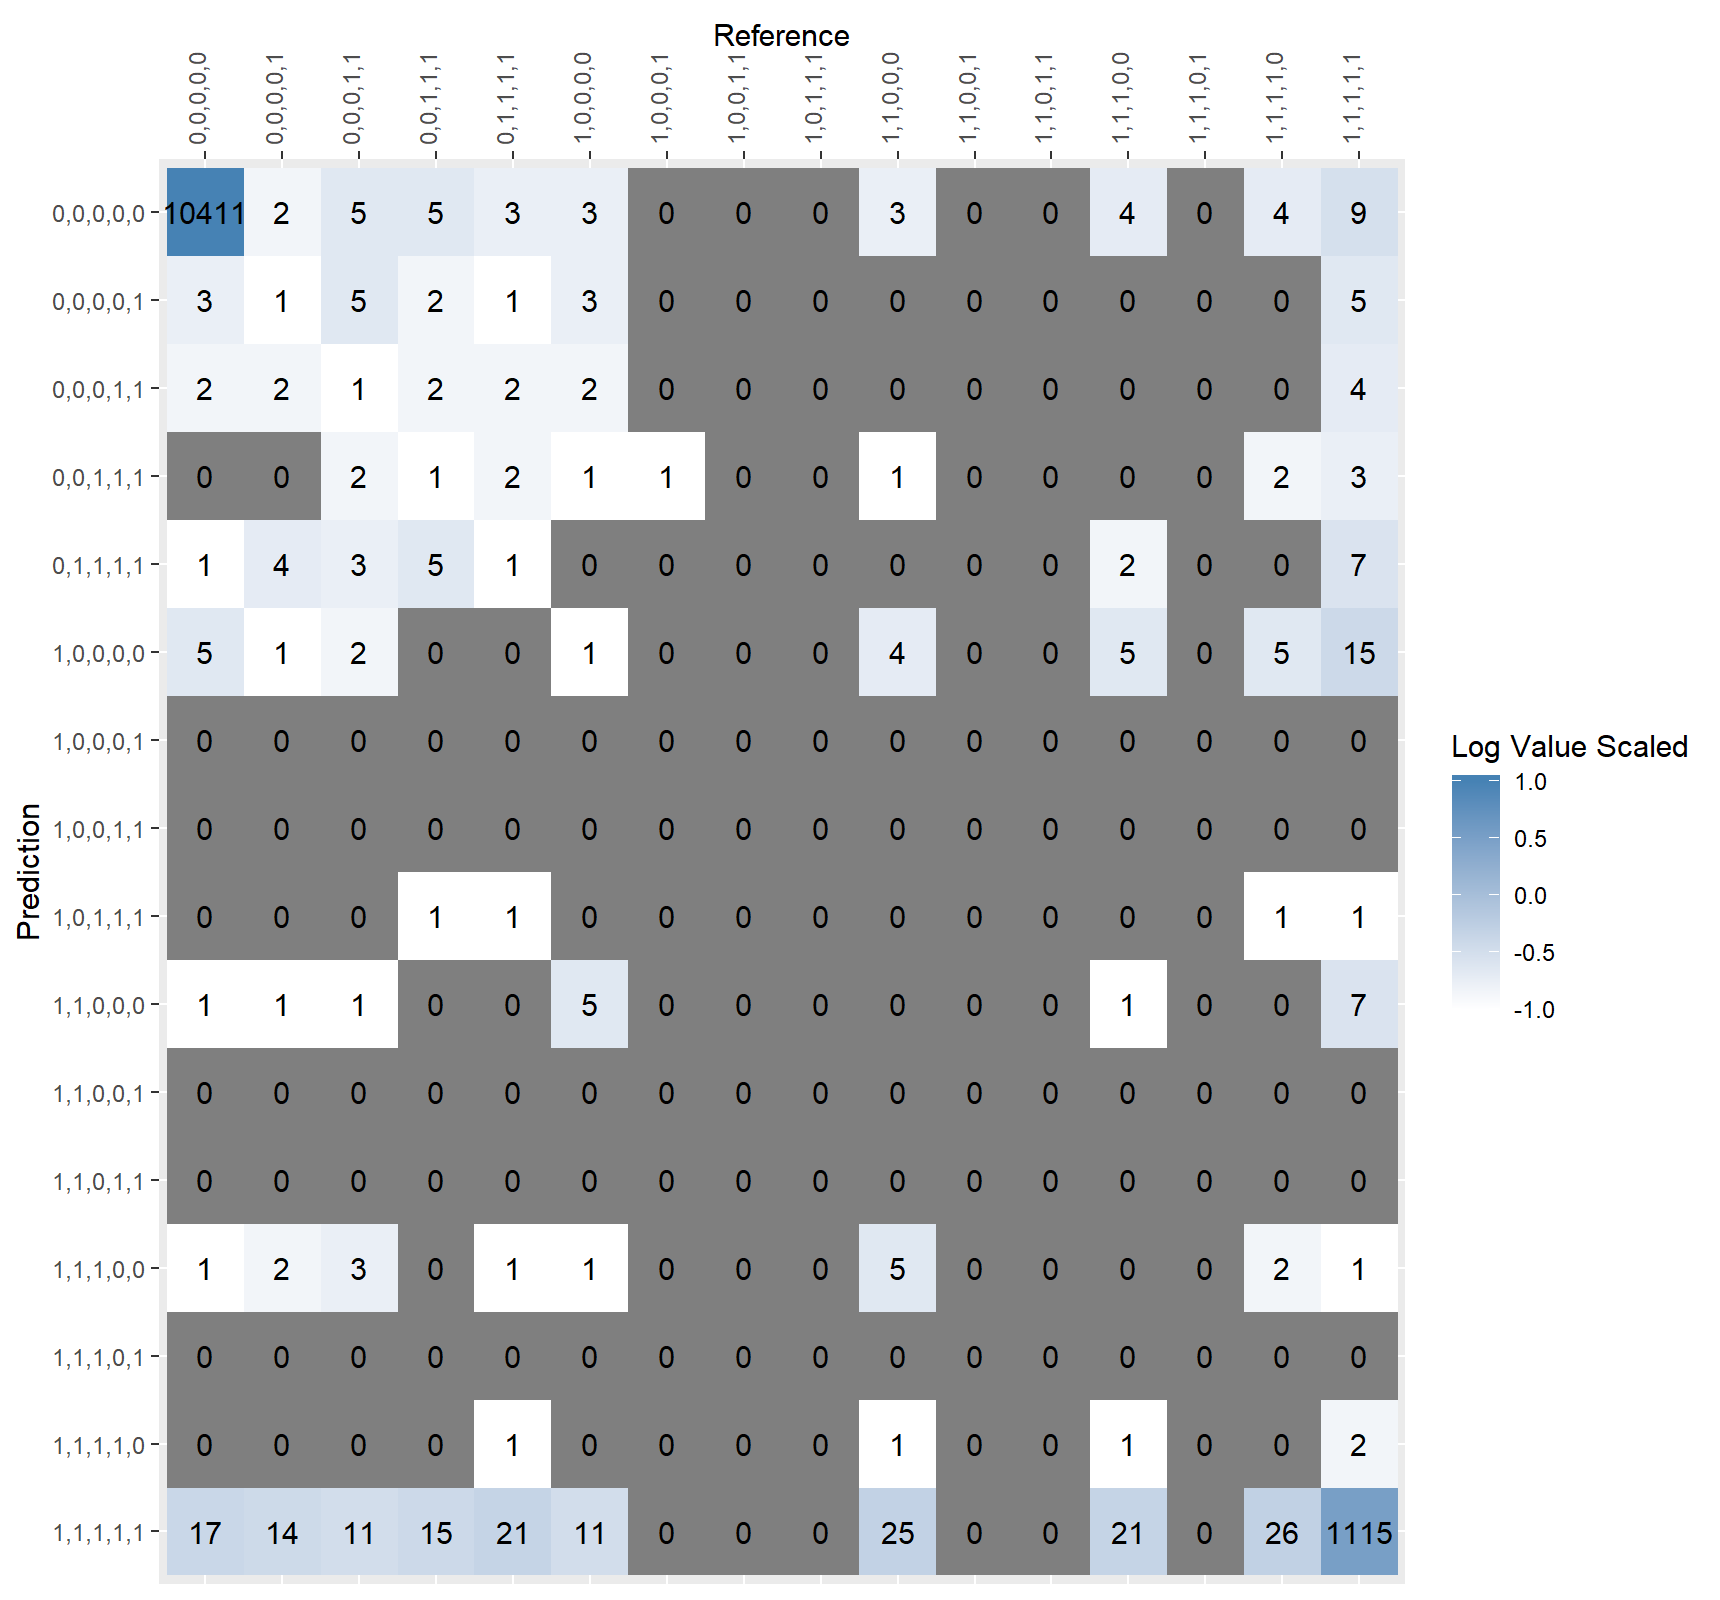 Reference
0,0,0,0,0 0,0,0,0,1 0,0,0,1,1 0,0,1,1,1 0,1,1,1,1 1,0,0,0,0 1,0,0,0,1 1,0,0,1,1 1,0,1,1,1 1,1,0,0,0 1,1,0,0,1 1,1,0,1,1 1,1,1,0,0 1,1,1,0,1 1,1,1,1,0 1,1,1,1,1
0,0,0,0,0 10411 2 5 5 3 3 0 0 0 3 0 0 4 0 4 9
0,0,0,0,1 3 1 5 2 1 3 0 0 0 0 0 0 0 0 0 5
0,0,0,1,1 2 2 1 2 2 2 0 0 0 0 0 0 0 0 0 4
0,0,1,1,1 0 0 2 1 2 1 1 0 0 1 0 0 0 0 2 3
0,1,1,1,1 1 4 3 5 1 0 0 0 0 0 0 0 2 0 0 7
1,0,0,0,0 5 1 2 0 0 1 0 0 0 4 0 0 5 0 5 15
1,0,0,0,1 0 0 0 0 0 0 0 0 0 0 0 0 0 0 0 0
1,0,0,1,1 0 0 0 0 0 0 0 0 0 0 0 0 0 0 0 0
1,0,1,1,1 0 0 0 1 1 0 0 0 0 0 0 0 0 0 1 1
1,1,0,0,0 1 1 1 0 0 5 0 0 0 0 0 0 1 0 0 7
1,1,0,0,1 0 0 0 0 0 0 0 0 0 0 0 0 0 0 0 0
1,1,0,1,1 0 0 0 0 0 0 0 0 0 0 0 0 0 0 0 0
1,1,1,0,0 1 2 3 0 1 1 0 0 0 5 0 0 0 0 2 1
1,1,1,0,1 0 0 0 0 0 0 0 0 0 0 0 0 0 0 0 0
1,1,1,1,0 0 0 0 0 1 0 0 0 0 1 0 0 1 0 0 2
1,1,1,1,1 17 14 11 15 21 11 0 0 0 25 0 0 21 0 26 1115
Prediction
Log Value Scaled
1.0
0.5
0.0
-0.5
-1.0